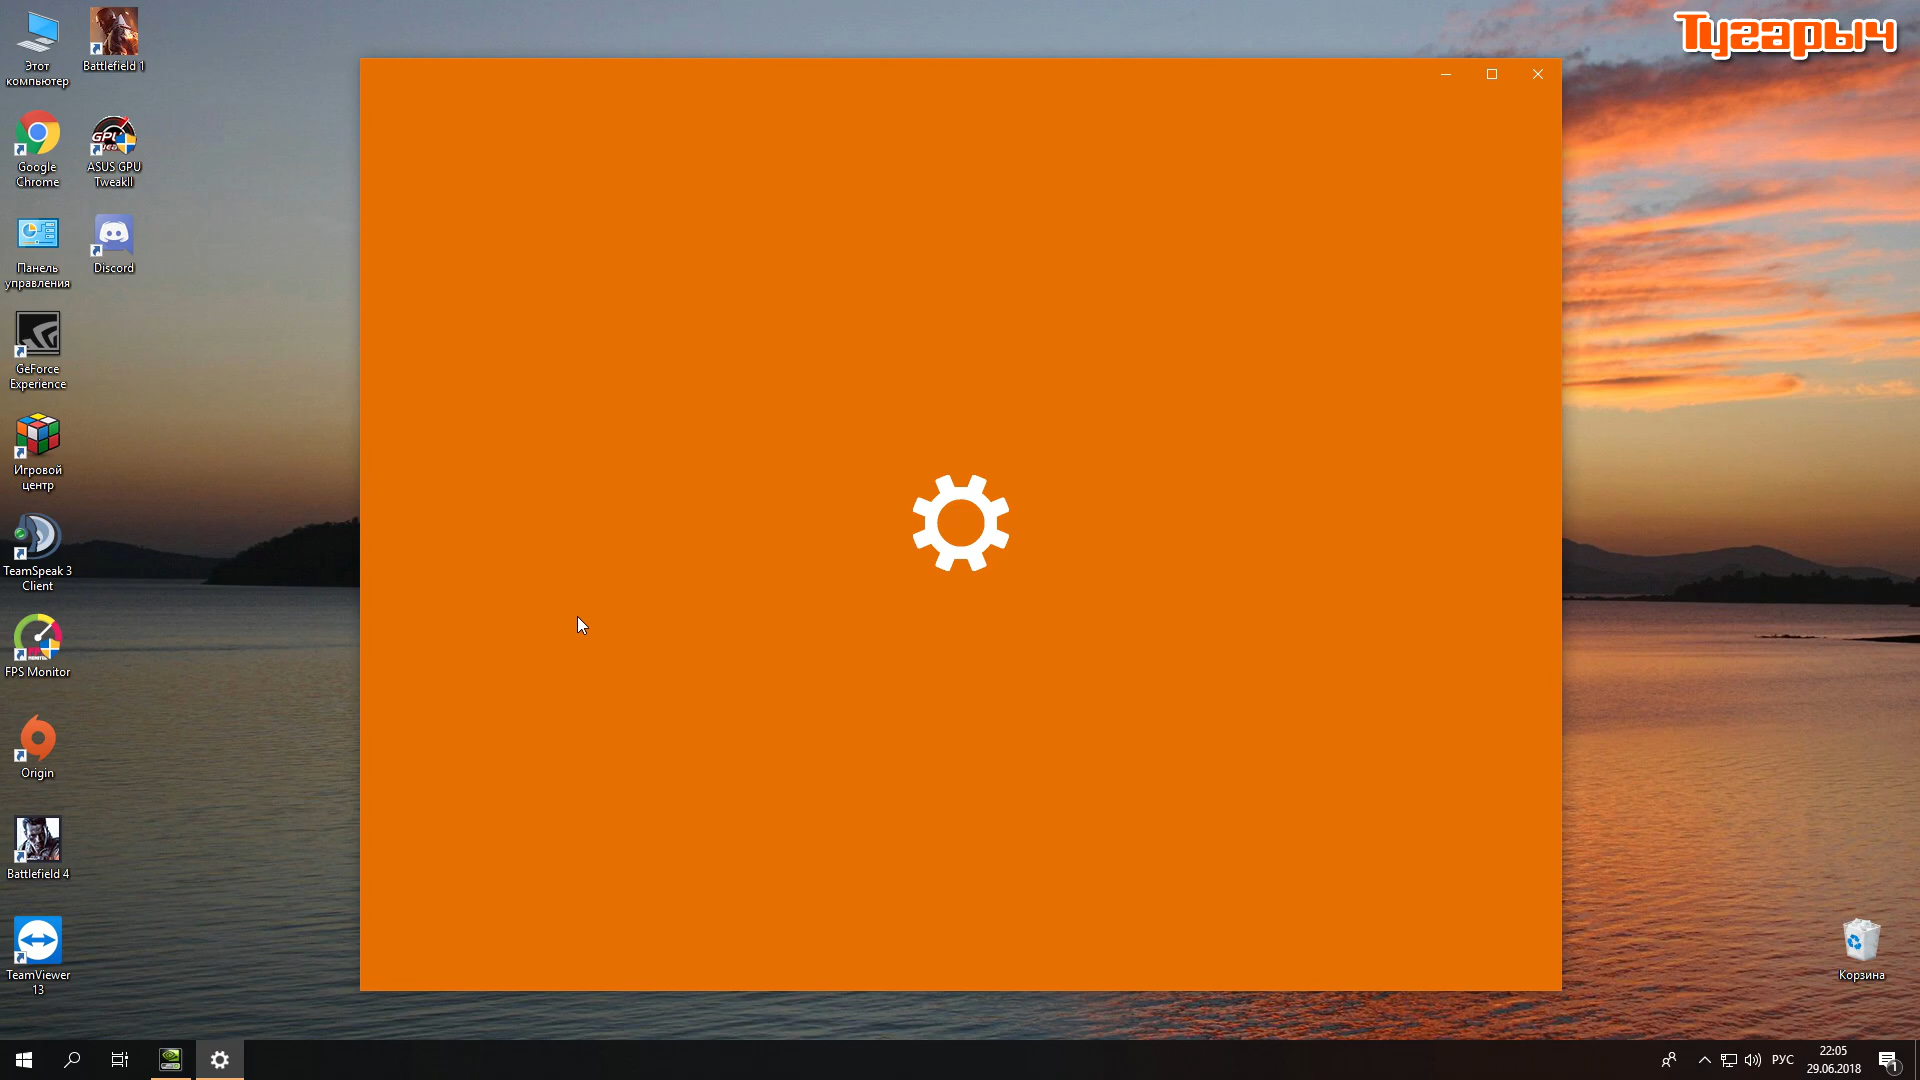 Тугарыч
Этот
компьютер
Battlefield 1
Google
Chrome
ASUS GPU
TweakII
Панель
управления
Discord
GeForce
Experience
Игровой
центр
TeamSpeak 3
Client
FPS Monitor
Origin
Battlefield 4
TeamViewer
13
Корзина
РУС
22:05
29.06.2018
1